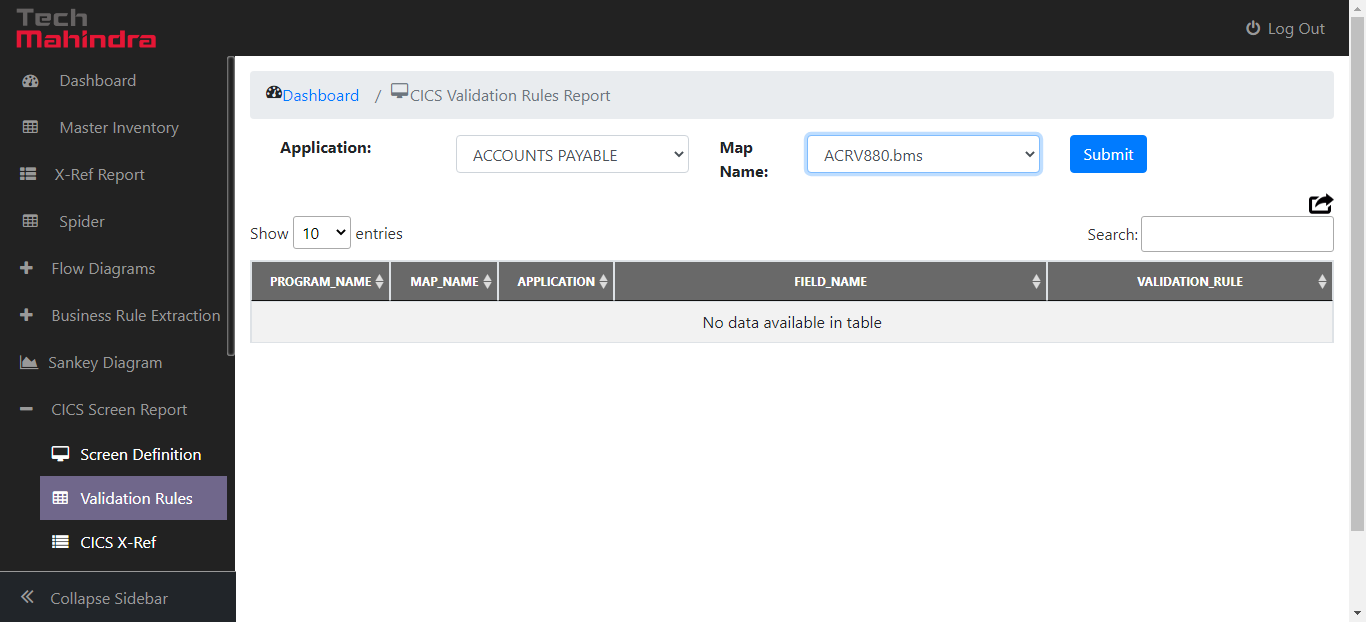 Tech
Mahindra
Log Out
Dashboard
Master Inventory
X-Ref Report
Spider
Flow Diagrams
Business Rule Extraction
Sankey Diagram
CICS Screen Report
Screen Definition
Validation Rules
CICS X-Ref
Collapse Sidebar
Dashboard / CICS Validation Rules Report
Application: ACCOUNTS PAYABLE Map Name: ACRV880.bms Submit
Show 10 entries Search:
PROGRAM_NAME MAP_NAME APPLICATION FIELD_NAME VALIDATION_RULE
No data available in table